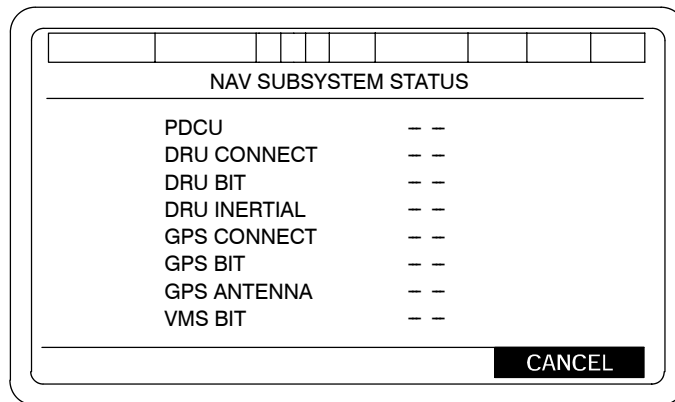 NAV SUBSYSTEM STATUS
PDCU – –
DRU CONNECT – –
DRU BIT – –
DRU INERTIAL – –
GPS CONNECT – –
GPS BIT – –
GPS ANTENNA – –
VMS BIT – –
CANCEL